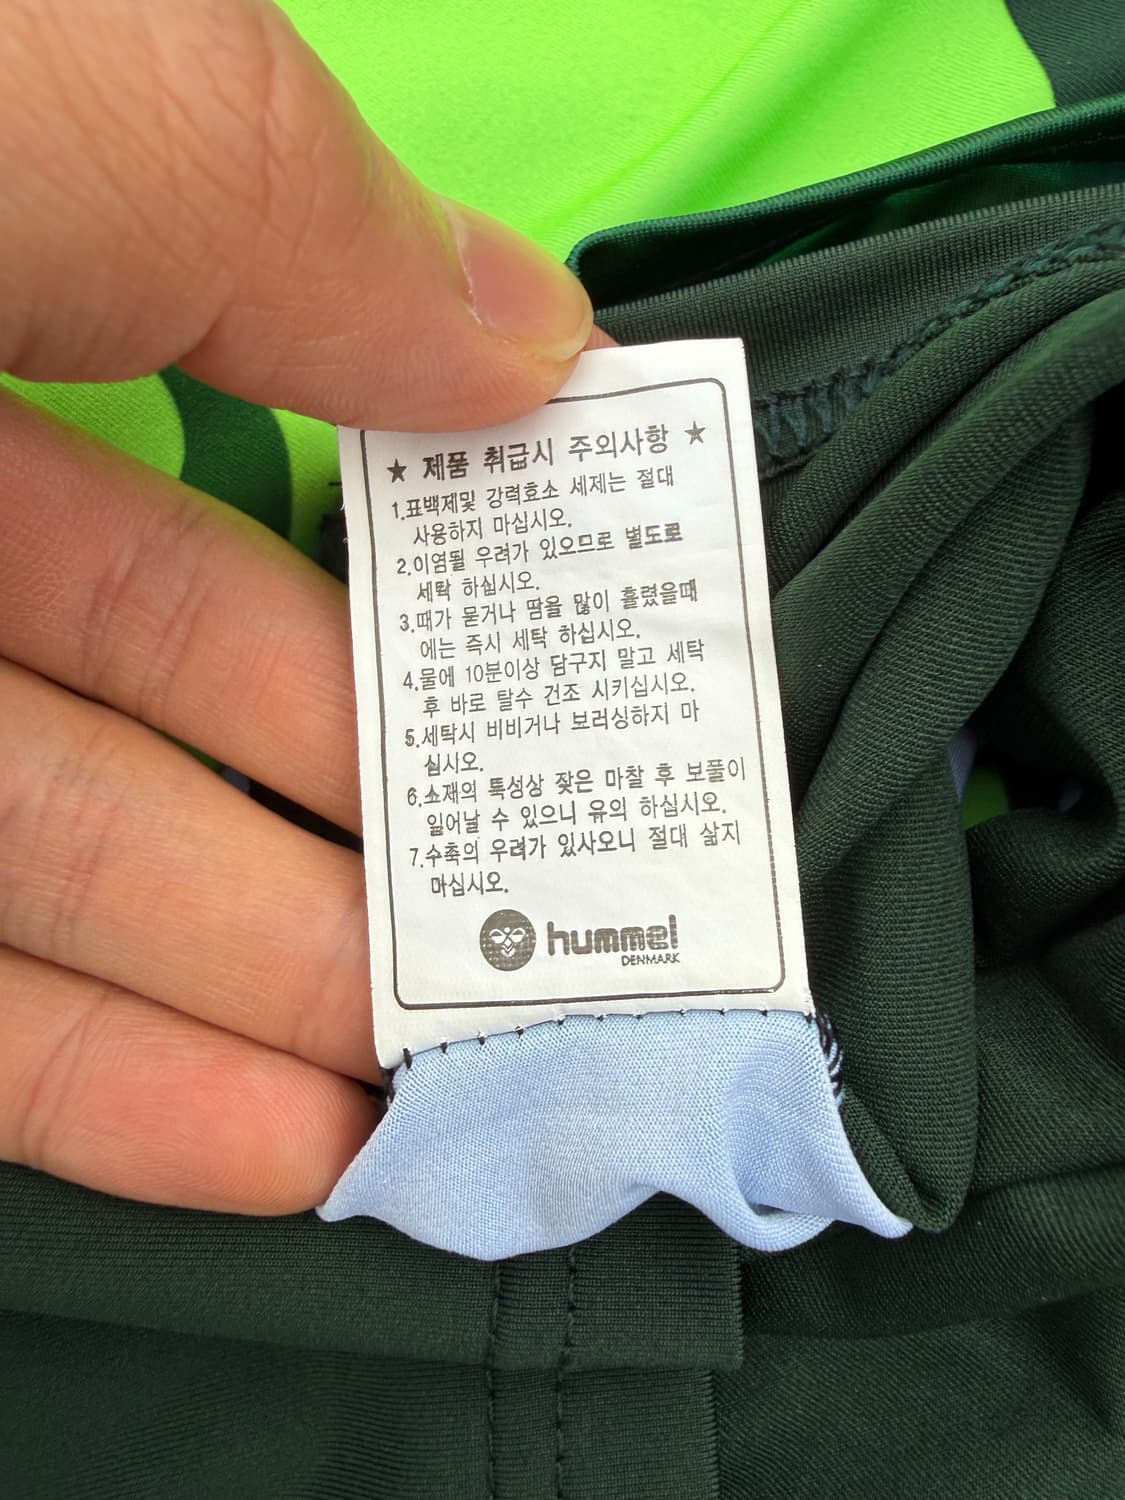 ★ 제품 취급시 주의사항 ★
1.표백제및 강력효소 세제는 절대
사용하지 마십시오.
2.이염될 우려가 있으므로 별도로
세탁 하십시오.
3.때가 묻거나 땀을 많이 흘렸을때
에는 즉시 세탁 하십시오.
4.물에 10분이상 담구지 말고 세탁
후 바로 탈수 건조 시키십시오.
5.세탁시 비비거나 브러싱하지 마
십시오.
6.소재의 특성상 잦은 마찰 후 보풀이
일어날 수 있으니 유의 하십시오.
7.수축의 우려가 있사오니 절대 삶지
마십시오.
hummel
DENMARK